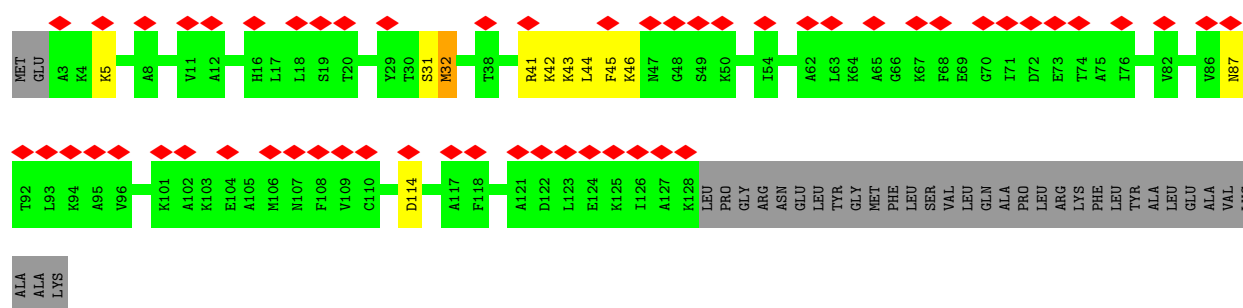 MET GLU A3 K4 K5 A8 V11 A12 H16 L17 L18 S19 T20 Y29 T30 S31 M32 T38 R41 K42 K43 L44 F45 K46 N47 G48 S49 K50 I54 A62 L63 K64 A65 G66 K67 F68 E69 G70 I71 D72 E73 T74 A75 I76 V82 V86 N87
T92 L93 K94 A95 V96 K101 A102 K103 E104 A105 M106 N107 F108 V109 C110 D114 A117 F118 A121 D122 L123 E124 K125 I126 A127 K128 LEU PRO GLY ARG ASN GLU LEU TYR GLY MET PHE LEU SER VAL LEU GLN ALA PRO LEU ARG LYS PHE LEU TYR ALA LEU GLU ALA VAL
ALA ALA LYS